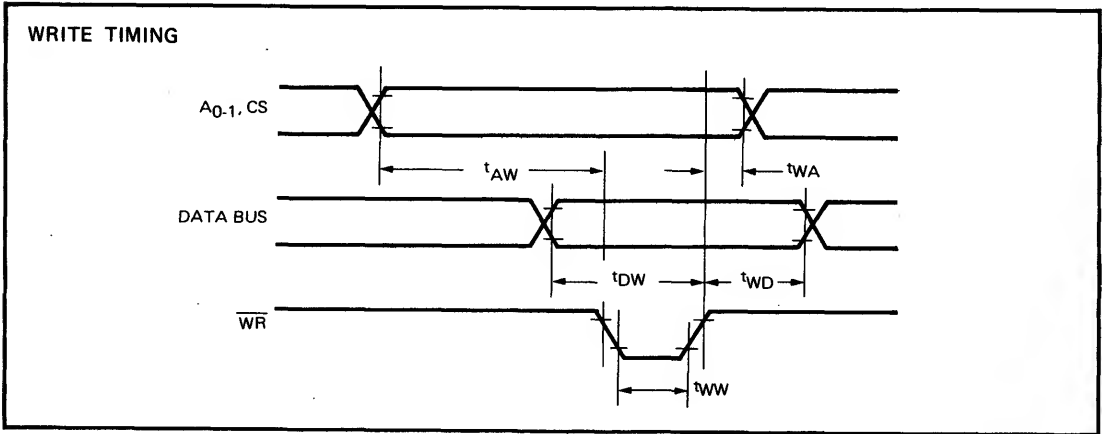 WRITE TIMING
A0-1, CS
tAW
tWA
DATA BUS
tDW
tWD
WR
tWW